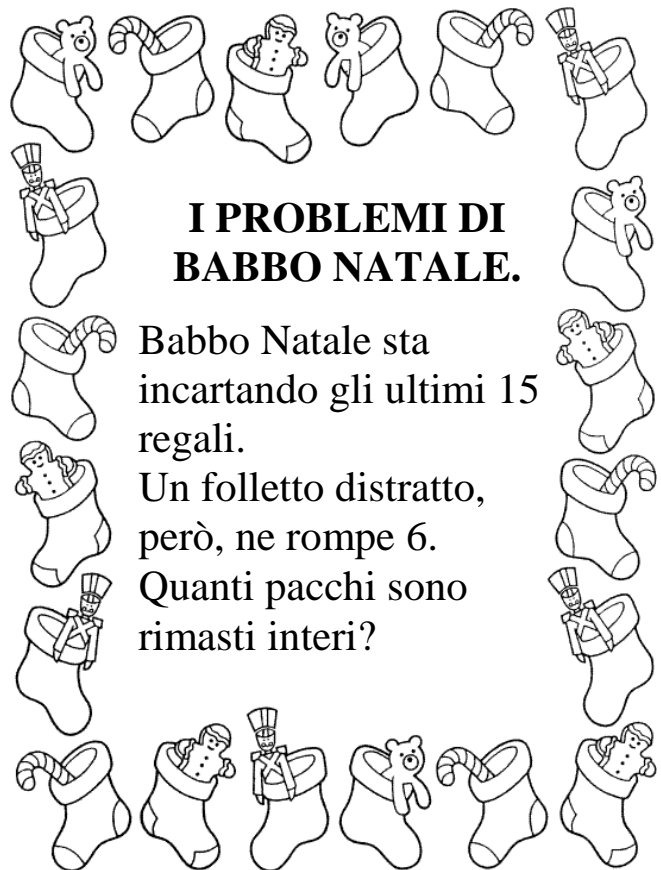 I PROBLEMI DI
BABBO NATALE.
Babbo Natale sta
incartando gli ultimi 15
regali.
Un folletto distratto,
però, ne rompe 6.
Quanti pacchi sono
rimasti interi?